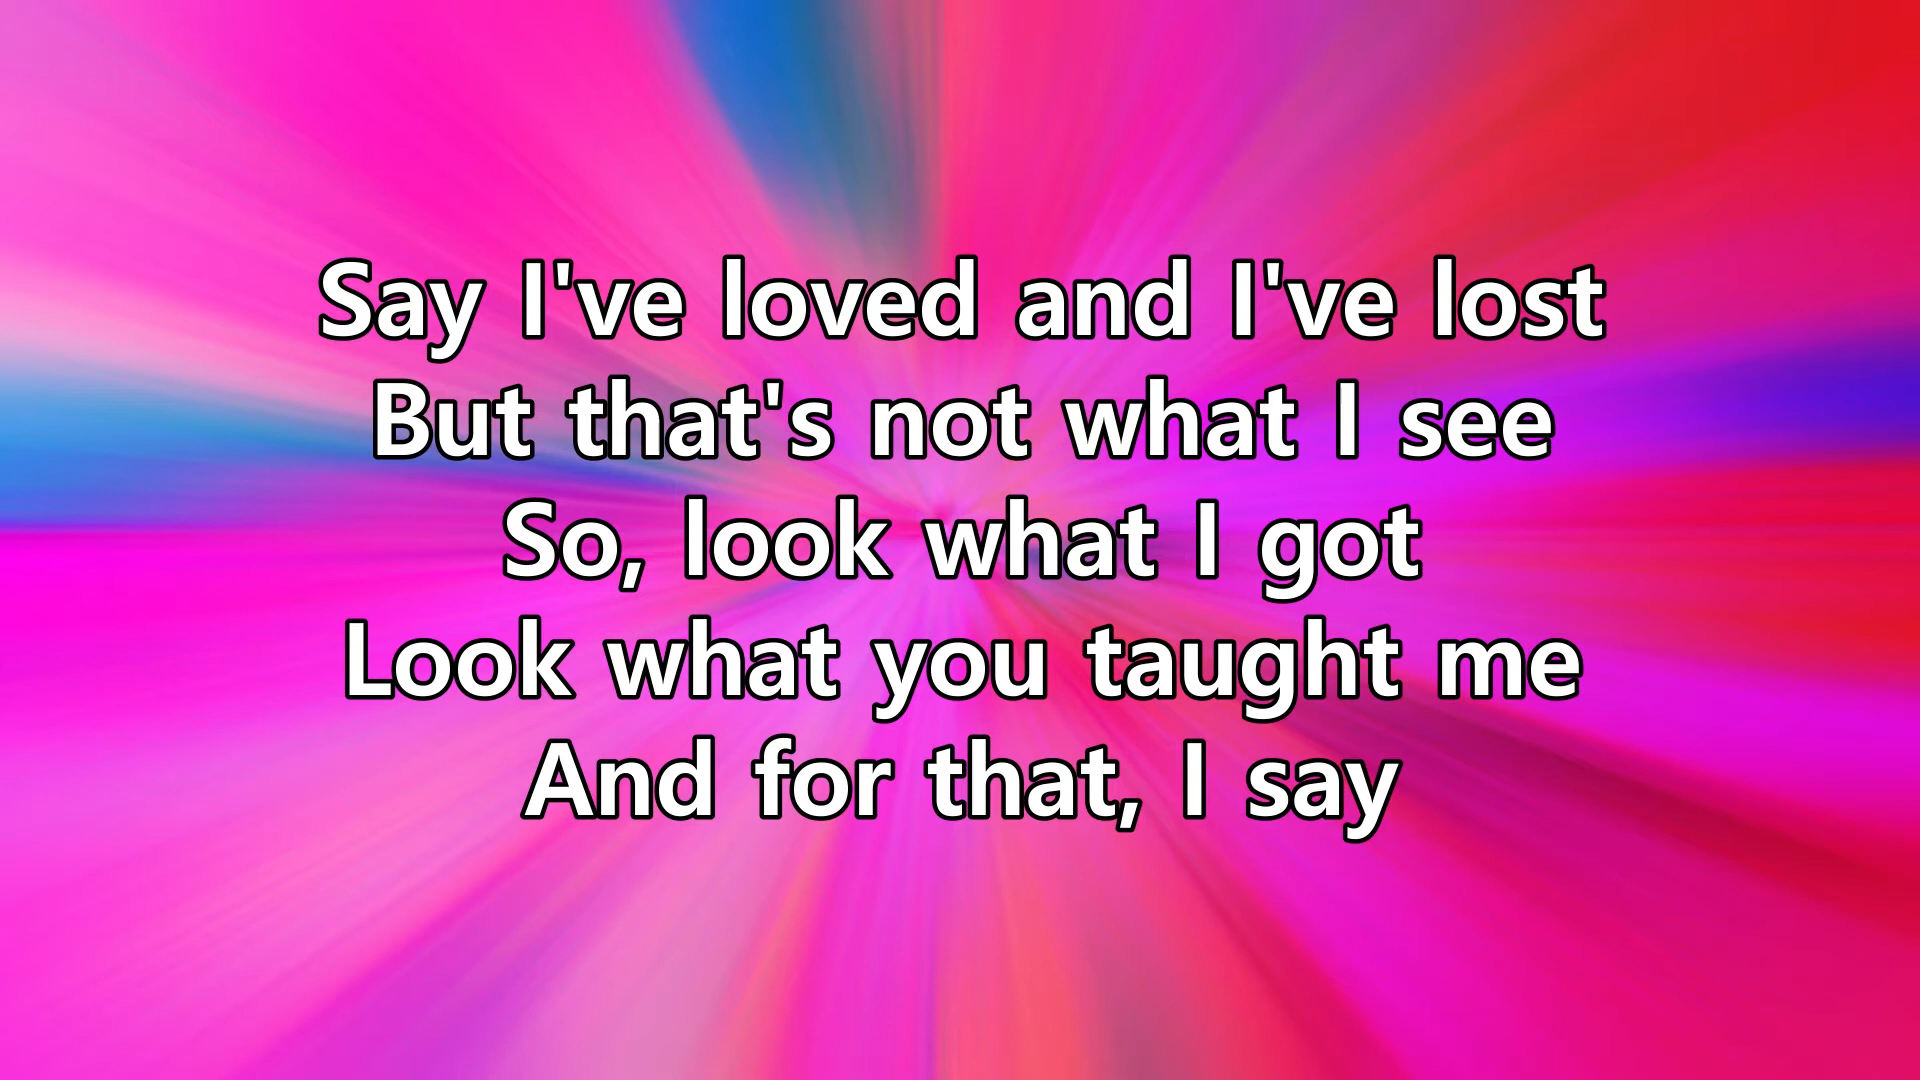 Say I've loved and I've lost
But that's not what I see
So, look what I got
Look what you taught me
And for that, I say